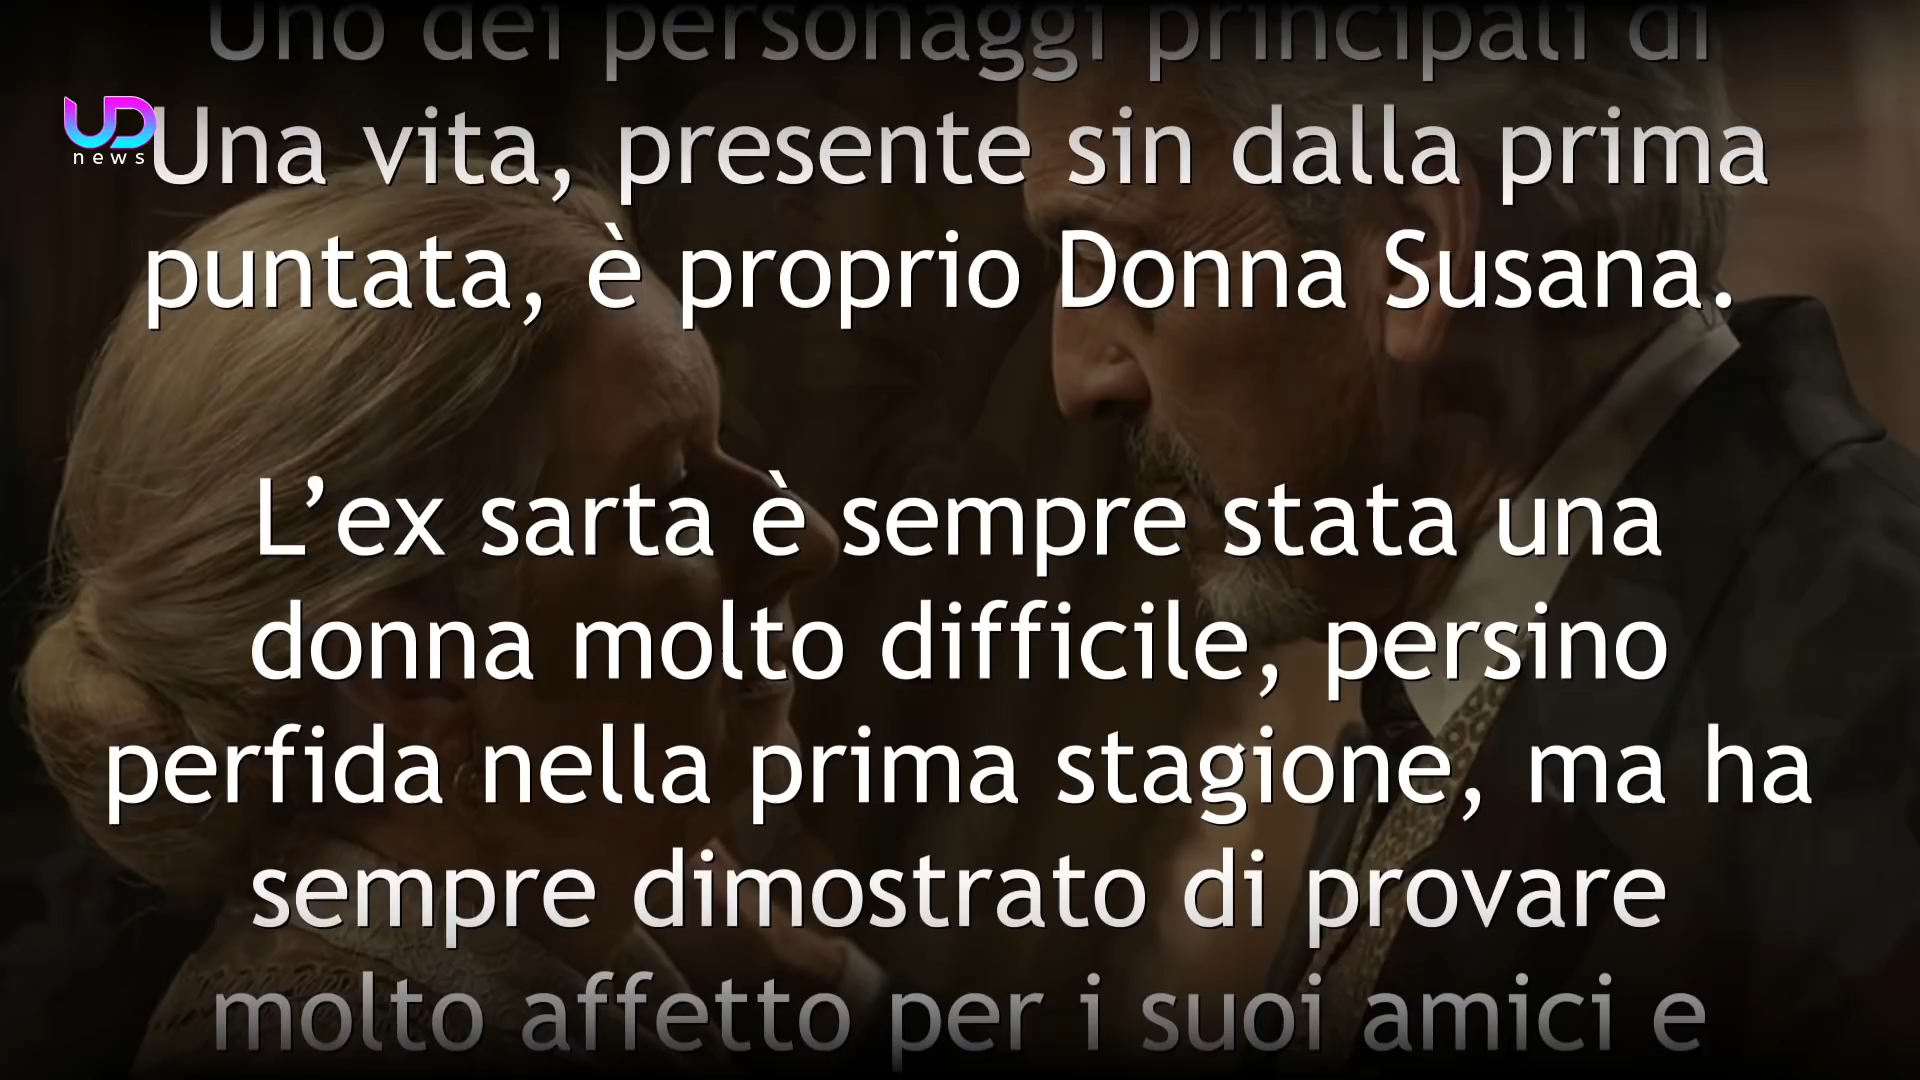 Uno dei personaggi principali di
UD
news
Una vita, presente sin dalla prima
puntata, è proprio Donna Susana.
L’ex sarta è sempre stata una
donna molto difficile, persino
perfida nella prima stagione, ma ha
sempre dimostrato di provare
molto affetto per i suoi amici e